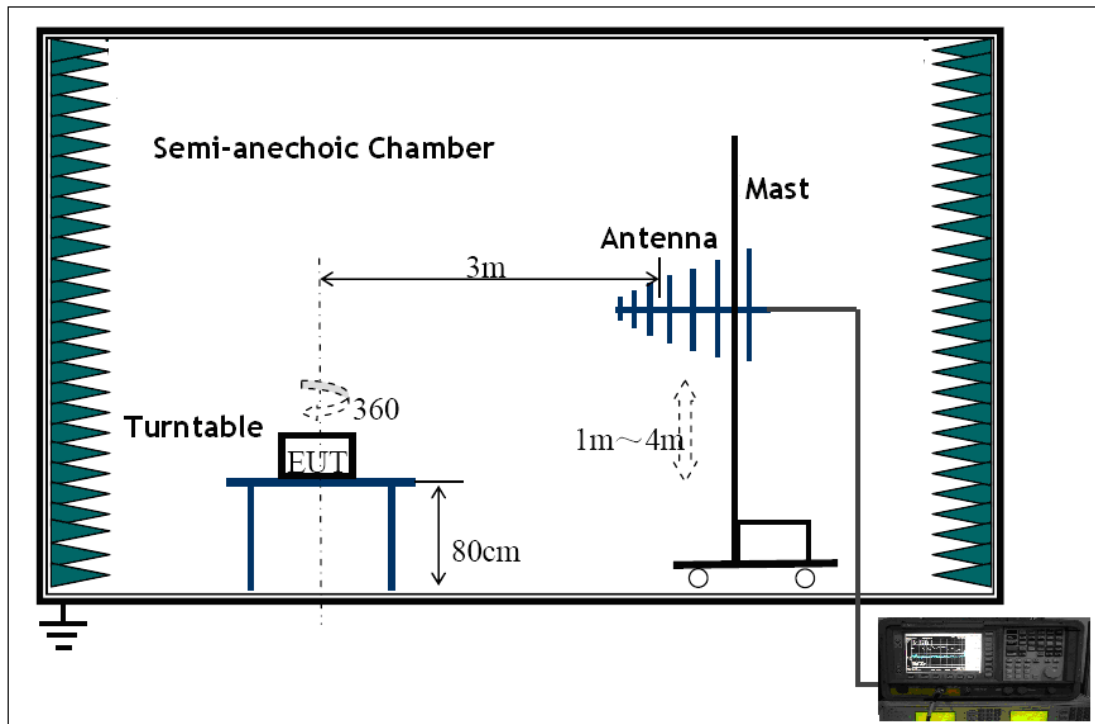 Semi-anechoic Chamber
Mast
Antenna
3m
360
Turntable
1m～4m
EUT
80cm